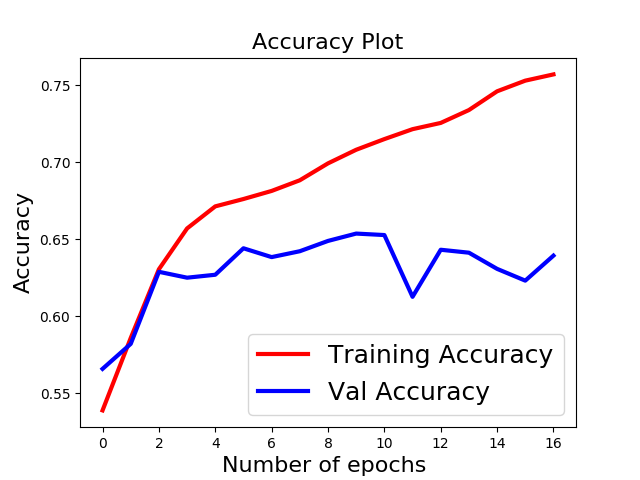 Accuracy Plot
Accuracy
0.75
0.70
0.65
0.60
0.55
Training Accuracy
Val Accuracy
0 2 4 6 8 10 12 14 16
Number of epochs